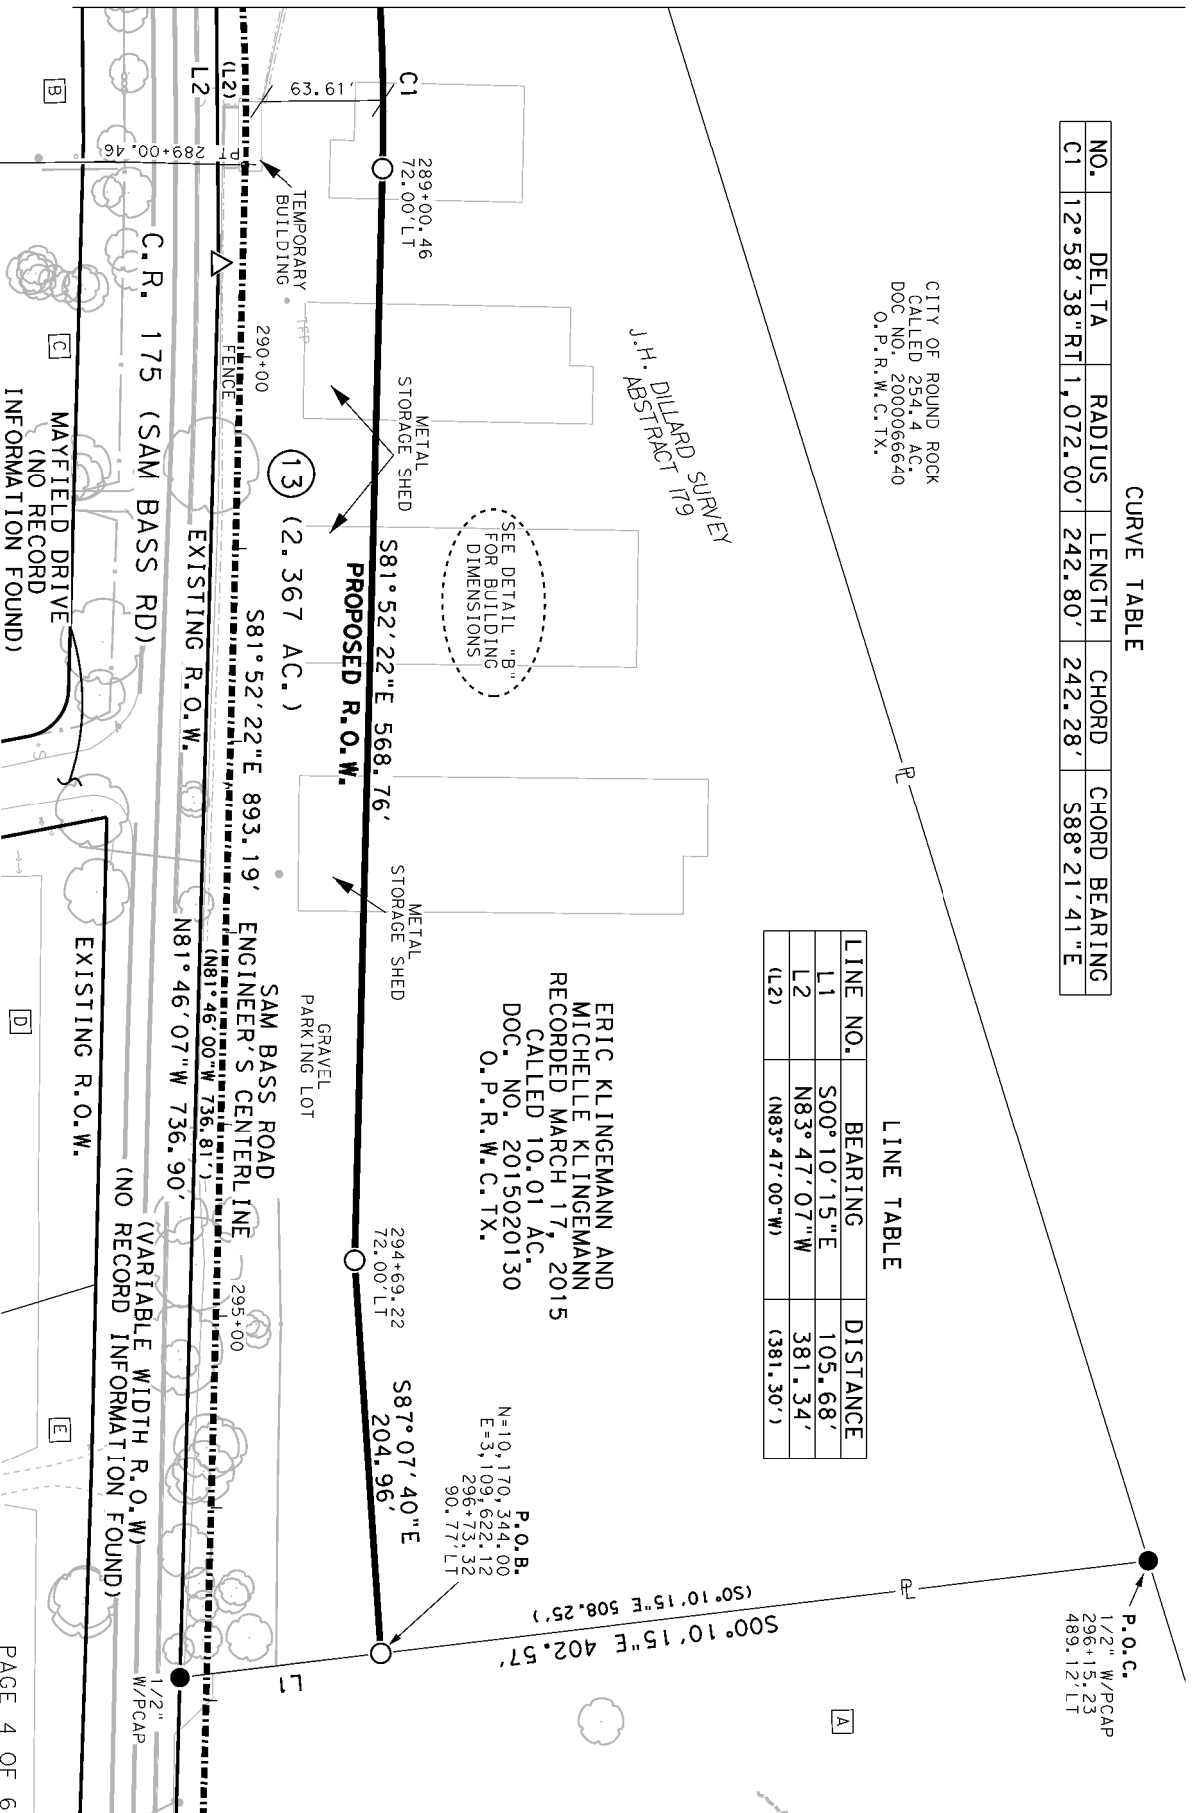 CURVE TABLE
NO. DELTA RADIUS LENGTH CHORD CHORD BEARING
C1 12°58'38"RT 1,072.00' 242.80' 242.28' S88°21'41"E
LINE TABLE
LINE NO. BEARING DISTANCE
L1 S00°10'15"E 105.68'
L2 N83°47'07"W 381.34'
(L2) (N83°47'00"W) (381.30')
P.O.C.
1/2" W/PCAP
296+15.23
489.12'LT
CITY OF ROUND ROCK
CALLED 254.4 AC.
DOC NO. 2000066640
O.P.R.W.C.TX.
J.H. DILLARD SURVEY
ABSTRACT 179
PL
PL
A
S00°10'15"E 402.57'
(S0°10'15"E 508.25')
ERIC KLINGEMANN AND
MICHELLE KLINGEMANN
RECORDED MARCH 17, 2015
CALLED 10.01 AC.
DOC. NO. 2015020130
O.P.R.W.C.TX.
SEE DETAIL "B"
FOR BUILDING
DIMENSIONS
P.O.B.
N=10,170,344.00
E=3,109,622.12
296+73.32
90.77'LT
C1
289+00.46
72.00'LT
METAL
STORAGE SHED
S81°52'22"E 568.76'
METAL
STORAGE SHED
294+69.22
72.00'LT
S87°07'40"E
204.96'
PROPOSED R.O.W.
63.61'
TEMPORARY
BUILDING
TFP
GRAVEL
PARKING LOT
13 (2.367 AC.)
L1
290+00
S81°52'22"E 893.19'
SAM BASS ROAD
ENGINEER'S CENTERLINE
295+00
(L2)
L2
FENCE
PT 289+00.46
(N81°46'00"W 736.81')
EXISTING R.O.W.
N81°46'07"W 736.90'
1/2"
W/PCAP
C.R. 175 (SAM BASS RD)
(VARIABLE WIDTH R.O.W)
(NO RECORD INFORMATION FOUND)
EXISTING R.O.W.
B
C
D
E
MAYFIELD DRIVE
(NO RECORD
INFORMATION FOUND)
PAGE 4 OF 6